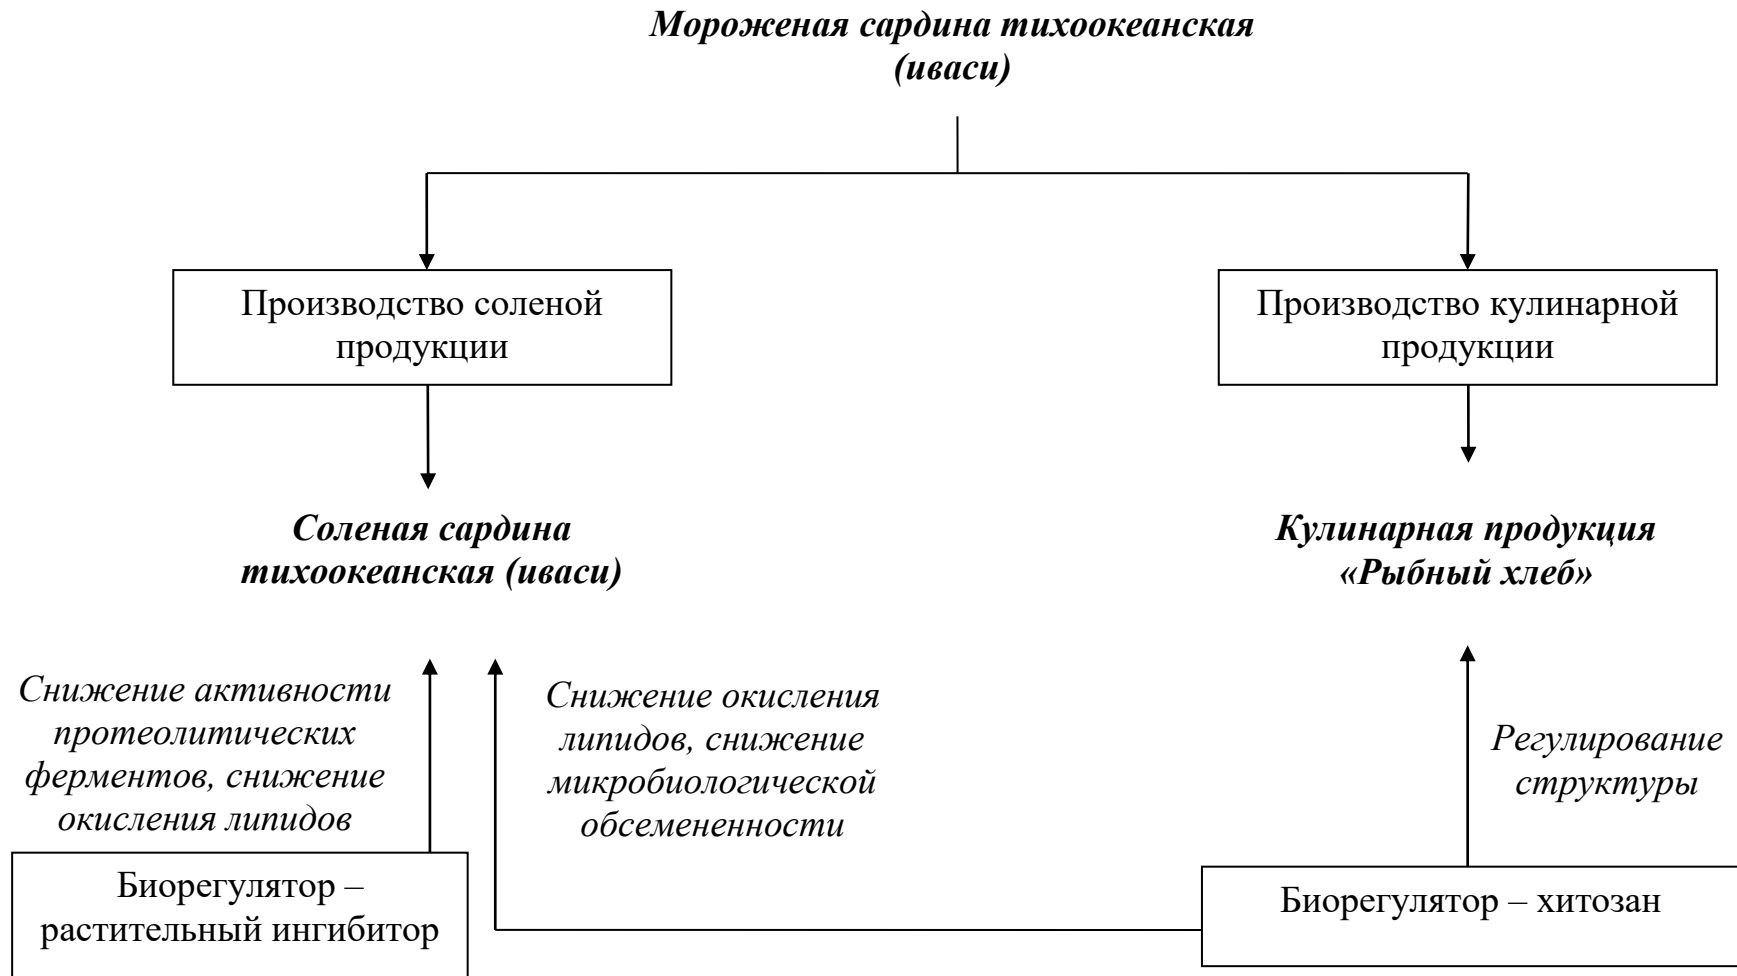 Мороженая сардина тихоокеанская
(иваси)
Производство соленой
продукции
Производство кулинарной
продукции
Соленая сардина
тихоокеанская (иваси)
Кулинарная продукция
«Рыбный хлеб»
Снижение активности
протеолитических
ферментов, снижение
окисления липидов
Снижение окисления
липидов, снижение
микробиологической
обсемененности
Регулирование
структуры
Биорегулятор –
растительный ингибитор
Биорегулятор – хитозан